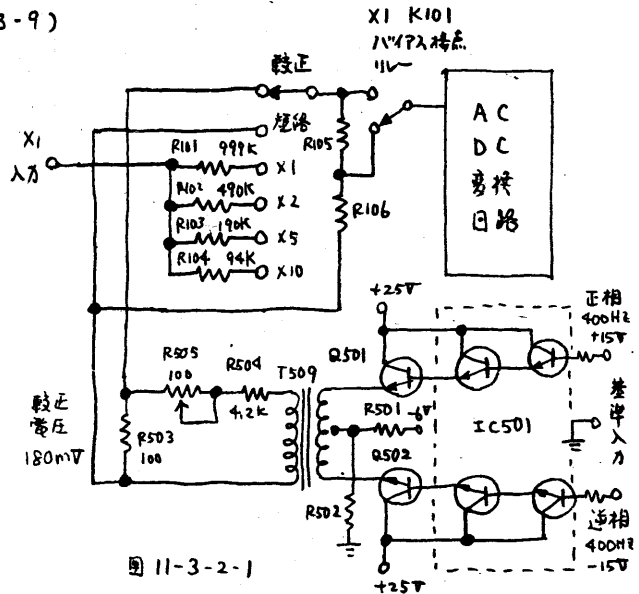 3-9)
X1 K101
バイアス接点
リレー
較正
短路
X1
入力
R101 999K
X1
R102 490K
X2
R103 190K
X5
R104 94K
X10
R105
R106
AC
DC
変換
回路
+25V
正相
400HZ
+15V
R505
100
R504
4.2K
T509
Q501
R501
-6V
IC501
基準入力
較正
電圧
180mV
R503
100
Q502
R502
逆相
400HZ
-15V
+25V
図 11-3-2-1